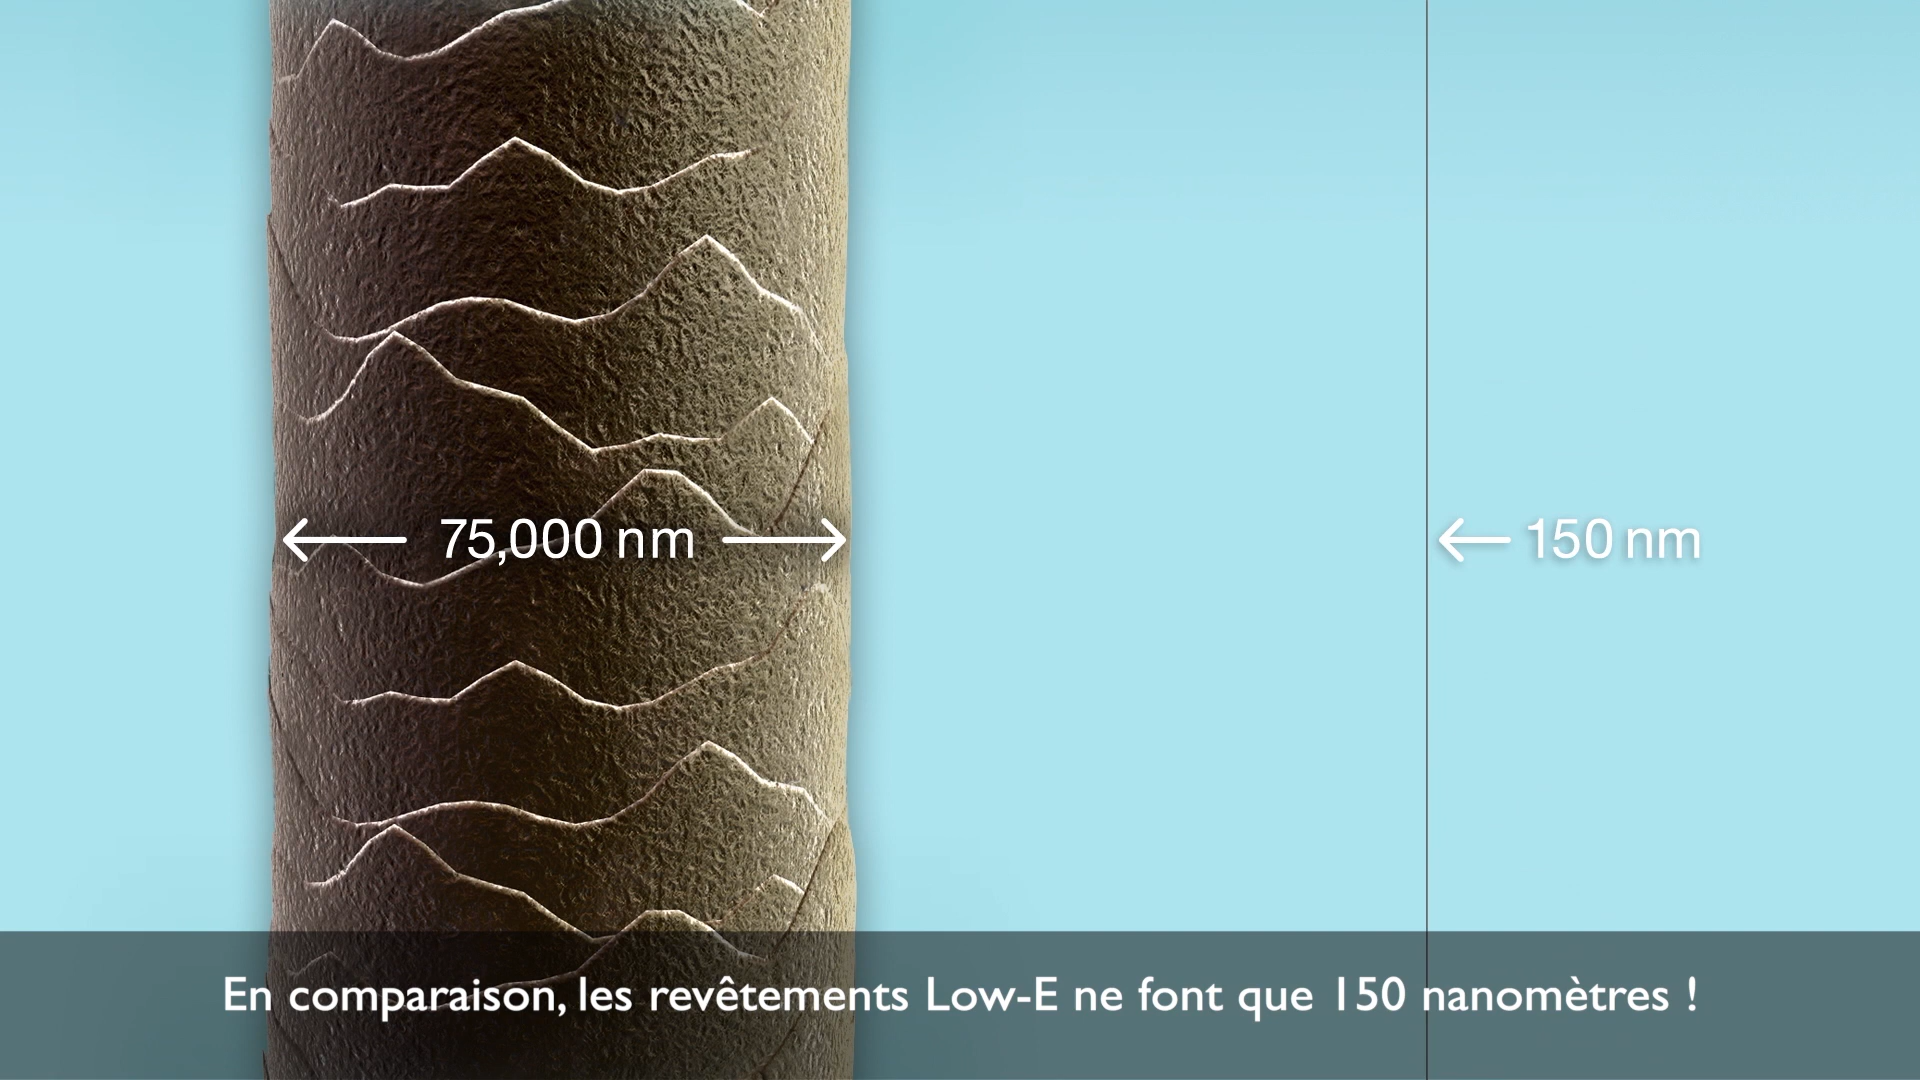 75,000 nm
150 nm
En comparaison, les revêtements Low-E ne font que 150 nanomètres !